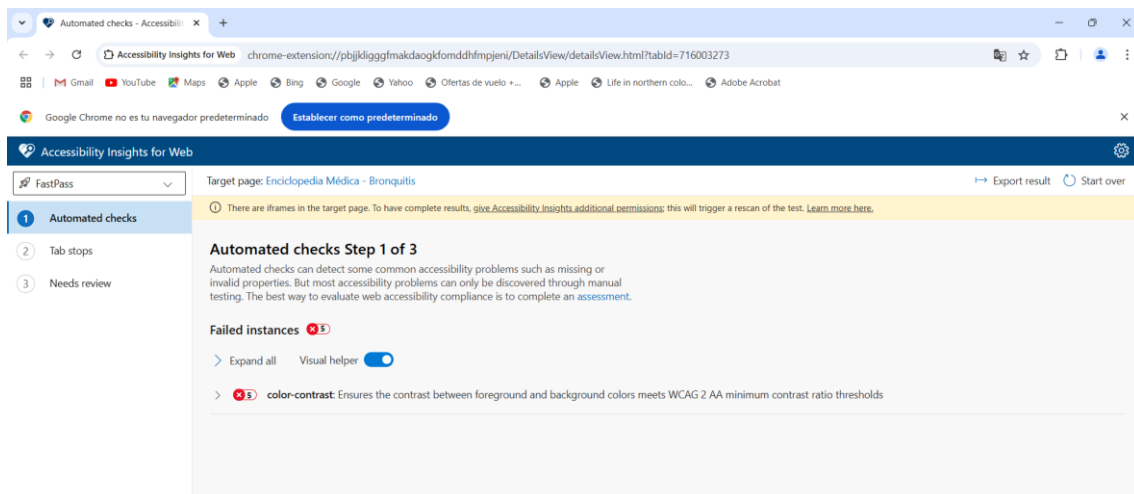 Automated checks - Accessibili
Accessibility Insights for Web
chrome-extension://pbjjkligggfmakdaogkfomddhfmpjeni/DetailsView/detailsView.html?tabId=716003273
Gmail YouTube Maps Apple Bing Google Yahoo Ofertas de vuelo +... Apple Life in northern colo... Adobe Acrobat
Google Chrome no es tu navegador predeterminado Establecer como predeterminado
Accessibility Insights for Web
FastPass
Target page: Enciclopedia Médica - Bronquitis Export result Start over
1 Automated checks
2 Tab stops
3 Needs review
There are iframes in the target page. To have complete results, give Accessibility Insights additional permissions; this will trigger a rescan of the test. Learn more here.
Automated checks Step 1 of 3
Automated checks can detect some common accessibility problems such as missing or
invalid properties. But most accessibility problems can only be discovered through manual
testing. The best way to evaluate web accessibility compliance is to complete an assessment.
Failed instances 5
Expand all Visual helper
5 color-contrast: Ensures the contrast between foreground and background colors meets WCAG 2 AA minimum contrast ratio thresholds